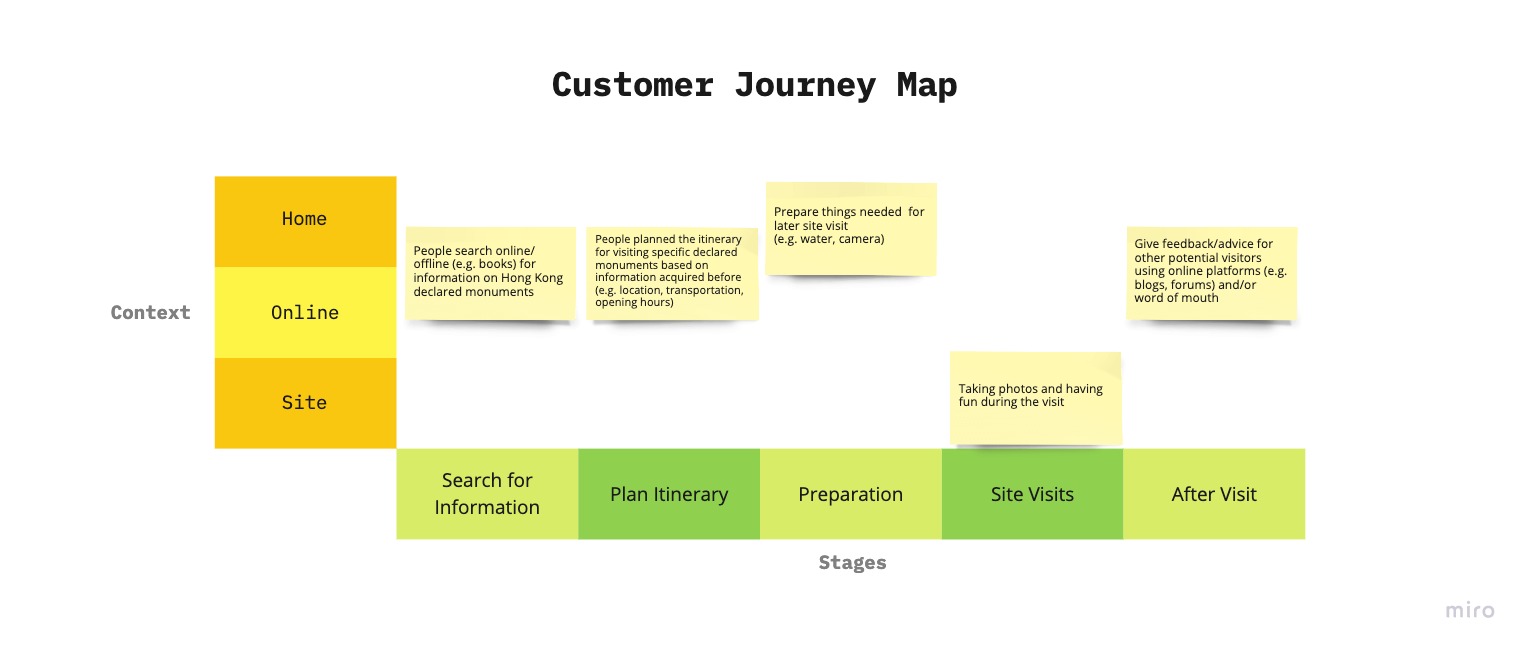 Customer Journey Map
Home
Online
Site
Context
People search online/
offline (e.g. books) for
information on Hong Kong
declared monuments
People planned the itinerary
for visiting specific declared
monuments based on
information acquired before
(e.g. location, transportation,
opening hours)
Prepare things needed  for
later site visit
(e.g. water, camera)
Taking photos and having
fun during the visit
Give feedback/advice for
other potential visitors
using online platforms (e.g.
blogs, forums) and/or
word of mouth
Search for
Information
Plan Itinerary
Preparation
Site Visits
After Visit
Stages
miro